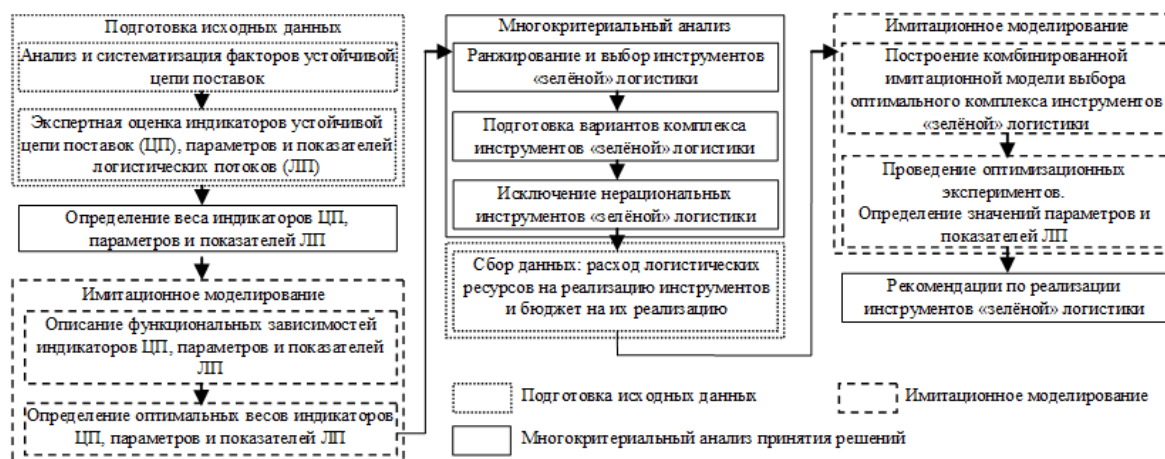 Подготовка исходных данных
Анализ и систематизация факторов устойчивой
цепи поставок
Экспертная оценка индикаторов устойчивой
цепи поставок (ЦП), параметров и показателей
логистических потоков (ЛП)
Определение веса индикаторов ЦП,
параметров и показателей ЛП
Имитационное моделирование
Описание функциональных зависимостей
индикаторов ЦП, параметров и показателей
ЛП
Определение оптимальных весов индикаторов
ЦП, параметров и показателей ЛП
Многокритериальный анализ
Ранжирование и выбор инструментов
«зелёной» логистики
Подготовка вариантов комплекса
инструментов «зелёной» логистики
Исключение нерациональных
инструментов «зелёной» логистики
Сбор данных: расход логистических
ресурсов на реализацию инструментов
и бюджет на их реализацию
Имитационное моделирование
Построение комбинированной
имитационной модели выбора
оптимального комплекса инструментов
«зелёной» логистики
Проведение оптимизационных
экспериментов.
Определение значений параметров и
показателей ЛП
Рекомендации по реализации
инструментов «зелёной» логистики
Подготовка исходных данных
Имитационное моделирование
Многокритериальный анализ принятия решений